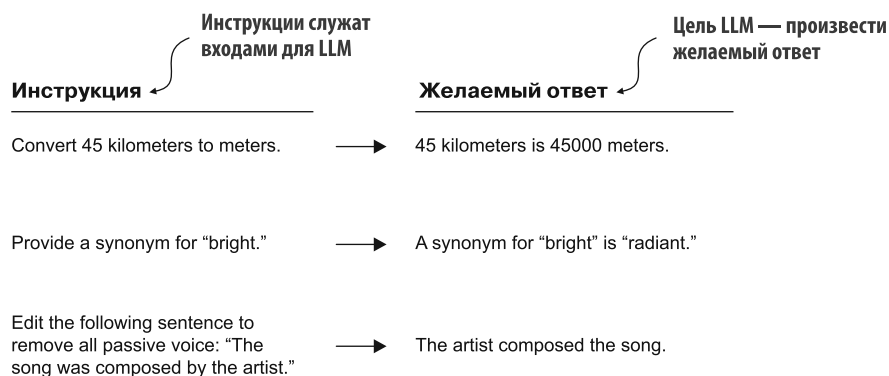 Инструкции служат
входами для LLM
Цель LLM — произвести
желаемый ответ
Инструкция
Желаемый ответ
Convert 45 kilometers to meters.
45 kilometers is 45000 meters.
Provide a synonym for “bright.”
A synonym for “bright” is “radiant.”
Edit the following sentence to
remove all passive voice: “The
song was composed by the artist.”
The artist composed the song.